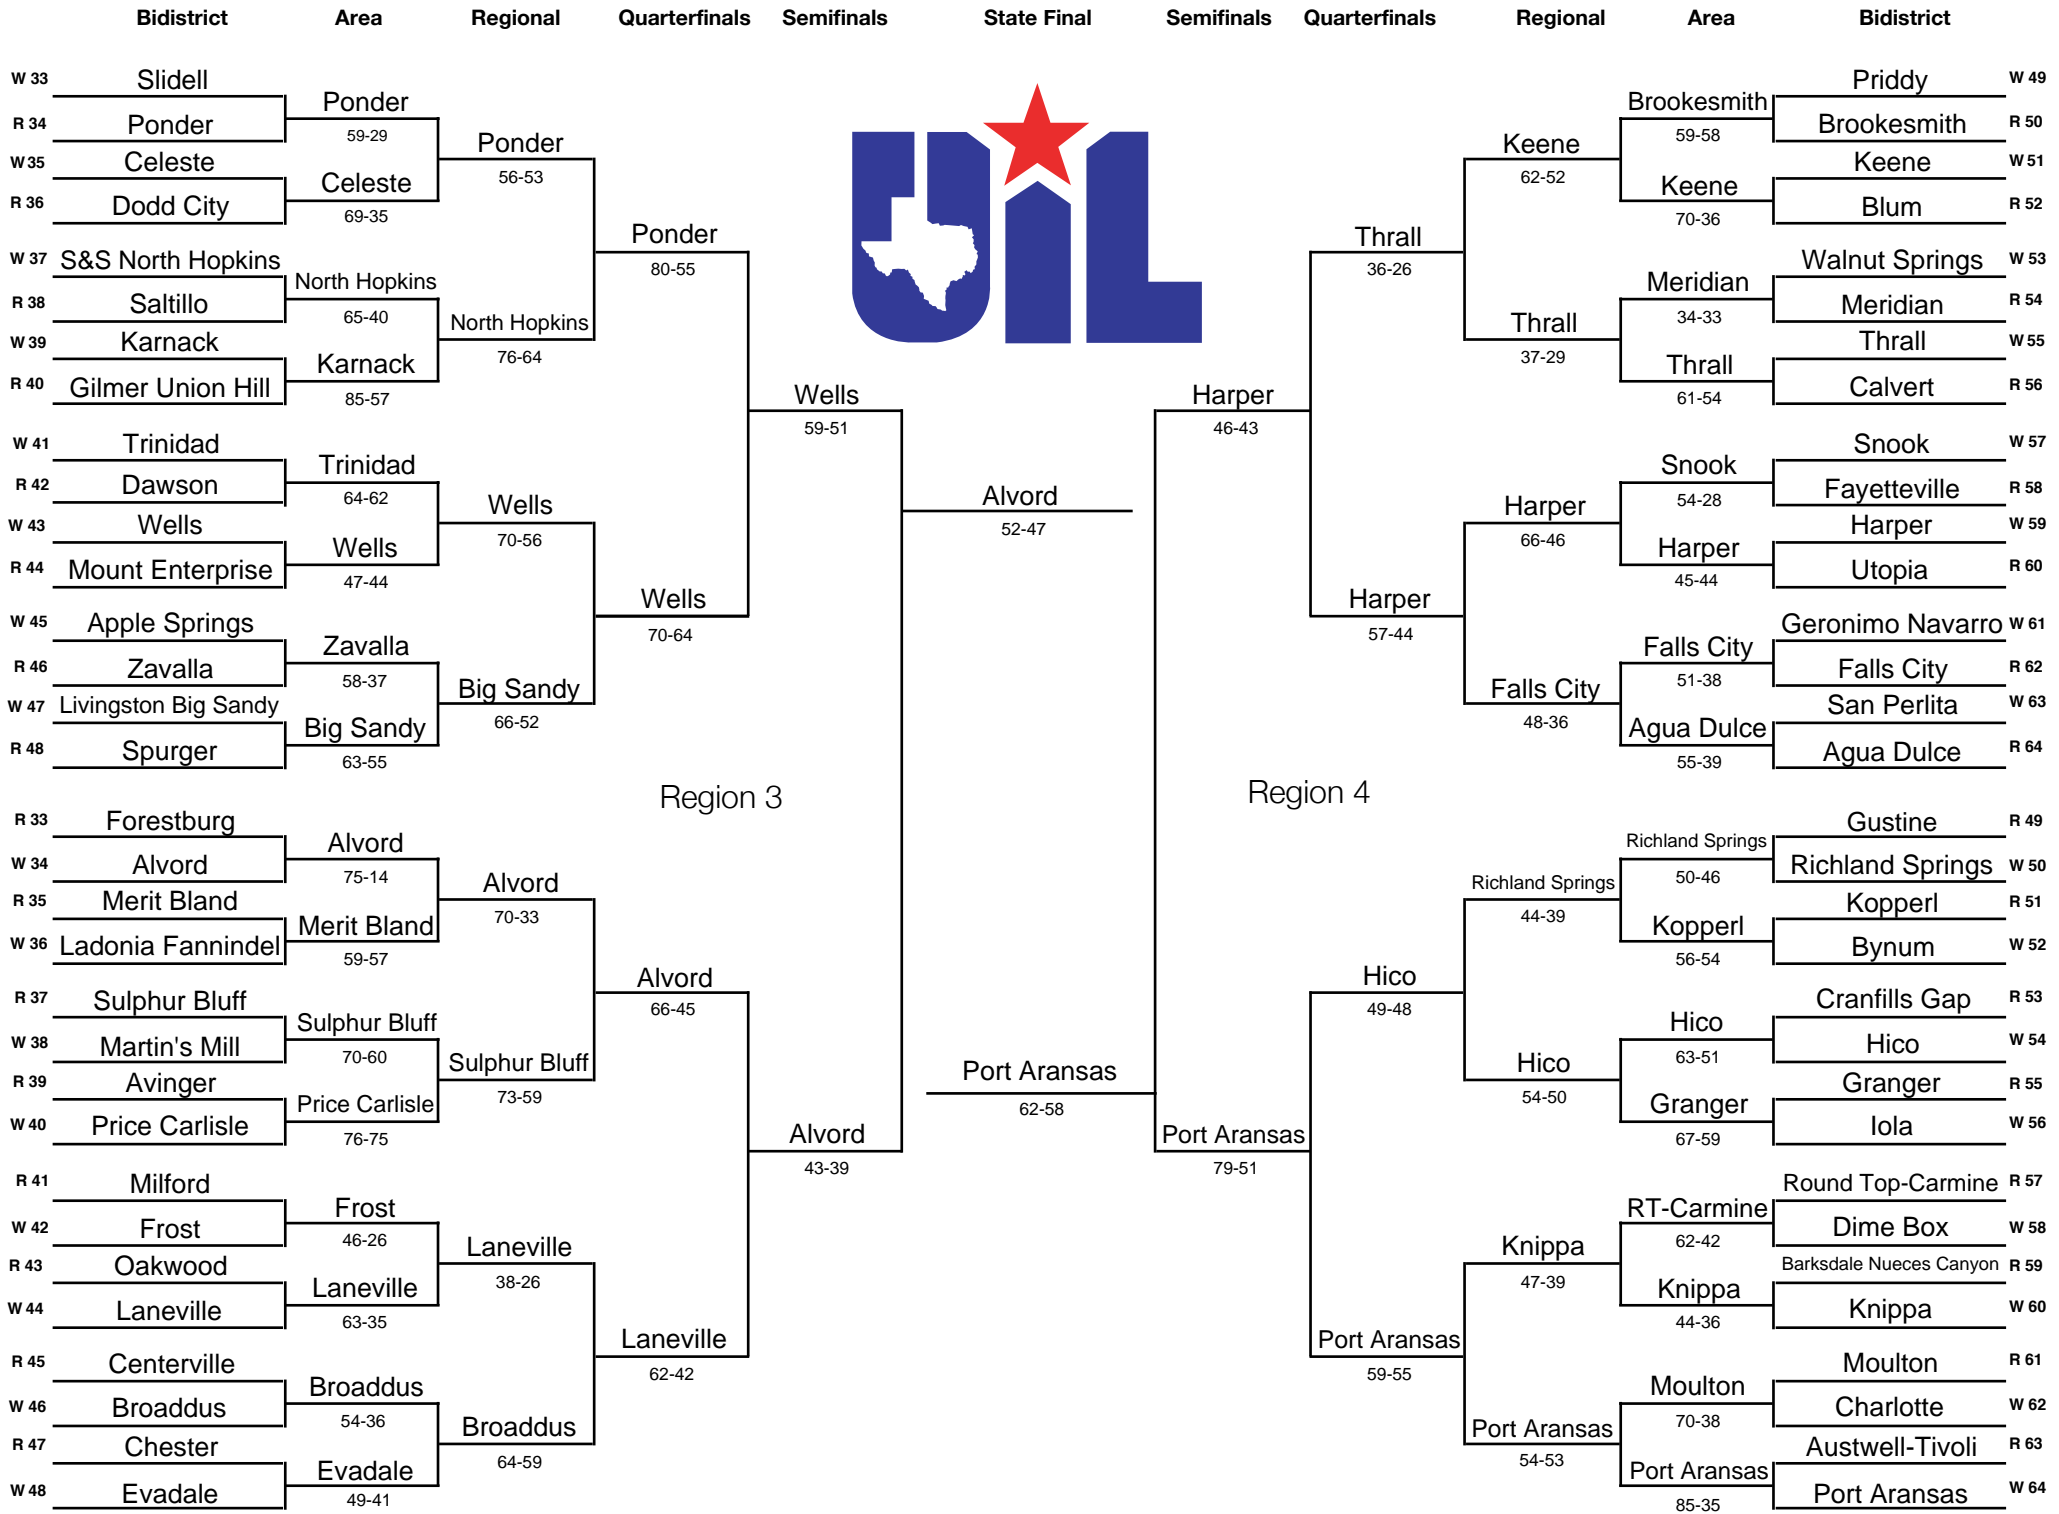 Bidistrict Area Regional Quarterfinals Semifinals State Final Semifinals Quarterfinals Regional Area Bidistrict
W 33 Slidell
Ponder
59-29
R 34 Ponder
Ponder
56-53
W 35 Celeste
Celeste
69-35
R 36 Dodd City
Ponder
80-55
W 37 S&S North Hopkins
North Hopkins
65-40
R 38 Saltillo
North Hopkins
76-64
W 39 Karnack
Karnack
85-57
R 40 Gilmer Union Hill
Wells
59-51
W 41 Trinidad
Trinidad
64-62
R 42 Dawson
Wells
70-56
W 43 Wells
Wells
47-44
R 44 Mount Enterprise
Wells
70-64
W 45 Apple Springs
Zavalla
58-37
R 46 Zavalla
Big Sandy
66-52
W 47 Livingston Big Sandy
Big Sandy
63-55
R 48 Spurger
Region 3
Alvord
52-47
R 33 Forestburg
Alvord
75-14
W 34 Alvord
Alvord
70-33
R 35 Merit Bland
Merit Bland
59-57
W 36 Ladonia Fannindel
Alvord
66-45
R 37 Sulphur Bluff
Sulphur Bluff
70-60
W 38 Martin's Mill
Sulphur Bluff
73-59
R 39 Avinger
Price Carlisle
76-75
W 40 Price Carlisle
Alvord
43-39
R 41 Milford
Frost
46-26
W 42 Frost
Laneville
38-26
R 43 Oakwood
Laneville
63-35
W 44 Laneville
Laneville
62-42
R 45 Centerville
Broaddus
54-36
W 46 Broaddus
Broaddus
64-59
R 47 Chester
Evadale
49-41
W 48 Evadale
UIL
Priddy W 49
Brookesmith
59-58
Brookesmith R 50
Keene
62-52
Keene W 51
Keene
70-36
Blum R 52
Thrall
36-26
Walnut Springs W 53
Meridian
34-33
Meridian R 54
Thrall
37-29
Thrall W 55
Thrall
61-54
Calvert R 56
Harper
46-43
Snook W 57
Snook
54-28
Fayetteville R 58
Harper
66-46
Harper W 59
Harper
45-44
Utopia R 60
Harper
57-44
Geronimo Navarro W 61
Falls City
51-38
Falls City R 62
Falls City
48-36
San Perlita W 63
Agua Dulce
55-39
Agua Dulce R 64
Region 4
Port Aransas
62-58
Gustine R 49
Richland Springs
50-46
Richland Springs W 50
Richland Springs
44-39
Kopperl R 51
Kopperl
56-54
Bynum W 52
Hico
49-48
Cranfills Gap R 53
Hico
63-51
Hico W 54
Hico
54-50
Granger R 55
Granger
67-59
Iola W 56
Port Aransas
79-51
Round Top-Carmine R 57
RT-Carmine
62-42
Dime Box W 58
Knippa
47-39
Barksdale Nueces Canyon R 59
Knippa
44-36
Knippa W 60
Port Aransas
59-55
Moulton R 61
Moulton
70-38
Charlotte W 62
Port Aransas
54-53
Austwell-Tivoli R 63
Port Aransas
85-35
Port Aransas W 64